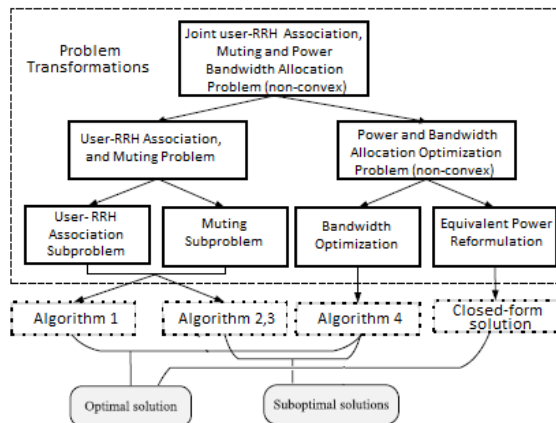 Problem
Transformations
Joint user-RRH Association,
Muting and Power
Bandwidth Allocation
Problem (non-convex)
User-RRH Association,
and Muting Problem
Power and Bandwidth
Allocation Optimization
Problem (non-convex)
User- RRH
Association
Subproblem
Muting
Subproblem
Bandwidth
Optimization
Equivalent Power
Reformulation
Algorithm 1
Algorithm 2,3
Algorithm 4
Closed-form
solution
Optimal solution
Suboptimal solutions